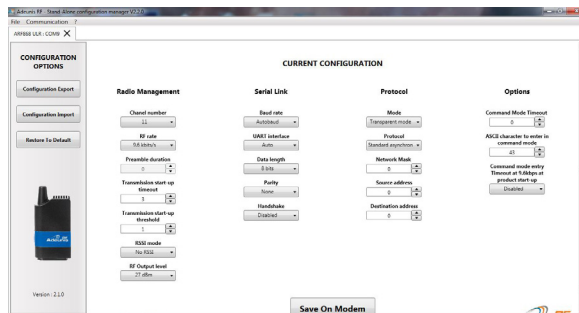 Adeunis RF - Stand Alone configuration manager V2.2.0
File Communication ?
ARF868 ULR : COM9 X
CONFIGURATION
OPTIONS
Configuration Export
Configuration Import
Restore To Default
Adeunis
Version : 2.1.0
CURRENT CONFIGURATION
Radio Management
Chanel number
11
RF rate
9.6 kbits/s
Preamble duration
0
Transmission start-up
timeout
3
Transmission start-up
threshold
1
RSSI mode
No RSSI
RF Output level
27 dBm
Serial Link
Baud rate
Autobaud
UART interface
Auto
Data length
8 bits
Parity
None
Handshake
Disabled
Protocol
Mode
Transparent mode
Protocol
Standard asynchron
Network Mask
0
Source address
0
Destination address
0
Options
Command Mode Timeout
0
ASCII character to enter in
command mode
43
Command mode entry
Timeout at 9.6kbps at
product start-up
Disabled
Save On Modem